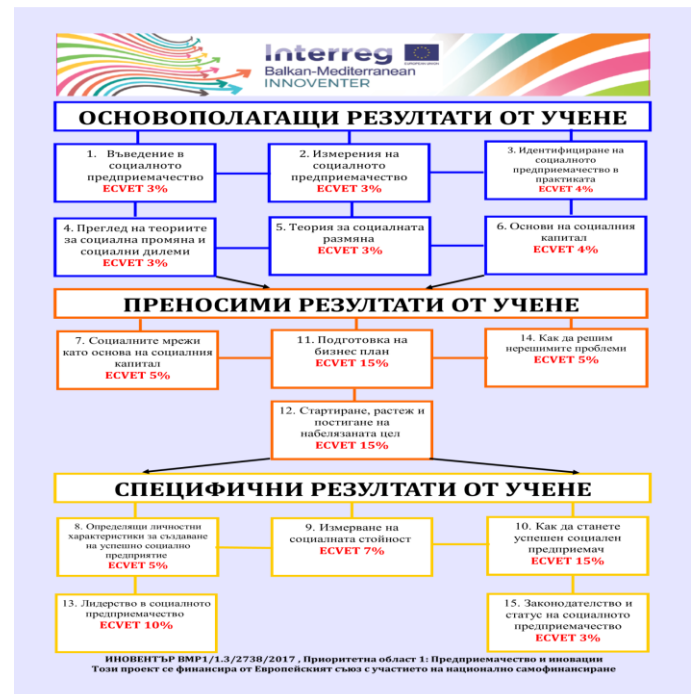 Interreg
EUROPEAN UNION
Balkan-Mediterranean
INNOVENTER
ОСНОВОПОЛАГАЩИ РЕЗУЛТАТИ ОТ УЧЕНЕ
1. Въведение в
социалното
предприемачество
ECVET 3%
2. Измерения на
социалното
предприемачество
ECVET 3%
3. Идентифициране на
социалното
предприемачество в
практиката
ECVET 4%
4. Преглед на теориите
за социална промяна и
социални дилеми
ECVET 3%
5. Теория за социалната
размяна
ECVET 3%
6. Основи на социалния
капитал
ECVET 4%
ПРЕНОСИМИ РЕЗУЛТАТИ ОТ УЧЕНЕ
7. Социалните мрежи
като основа на социалния
капитал
ECVET 5%
11. Подготовка на
бизнес план
ECVET 15%
14. Как да решим
нерешимите проблеми
ECVET 5%
12. Стартиране, растеж и
постигане на
набелязаната цел
ECVET 15%
СПЕЦИФИЧНИ РЕЗУЛТАТИ ОТ УЧЕНЕ
8. Определящи личностни
характеристики за създаване
на успешно социално
предприятие
ECVET 5%
9. Измерване на
социалната стойност
ECVET 7%
10. Как да станете
успешен социален
предприемач
ECVET 15%
13. Лидерство в социалното
предприемачество
ECVET 10%
15. Законодателство и
статус на социалното
предприемачество
ECVET 3%
ИНОВЕНТЪР BMP1/1.3/2738/2017 , Приоритетна област 1: Предприемачество и иновации
Този проект се финансира от Европейският съюз с участието на национално самофинансиране